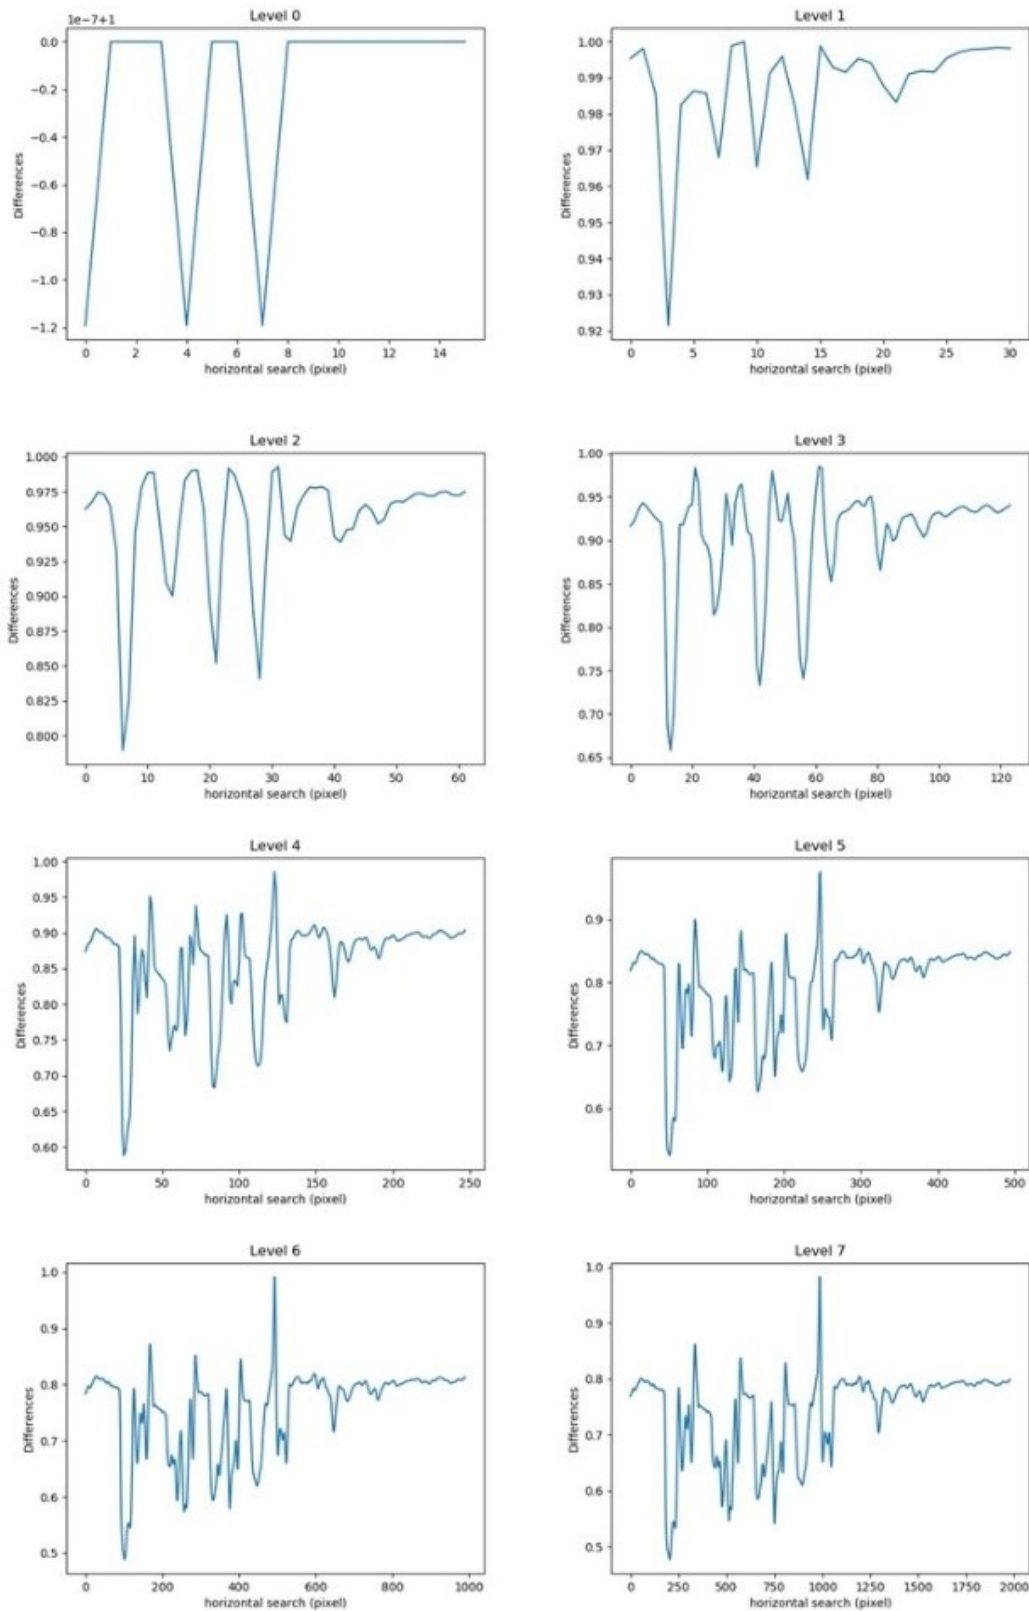 Level 0
1e−7+1
0.0
−0.2
−0.4
−0.6
−0.8
−1.0
−1.2
Differences
0 2 4 6 8 10 12 14
horizontal search (pixel)
Level 1
1.00
0.99
0.98
0.97
0.96
0.95
0.94
0.93
0.92
Differences
0 5 10 15 20 25 30
horizontal search (pixel)
Level 2
1.000
0.975
0.950
0.925
0.900
0.875
0.850
0.825
0.800
Differences
0 10 20 30 40 50 60
horizontal search (pixel)
Level 3
1.00
0.95
0.90
0.85
0.80
0.75
0.70
0.65
Differences
0 20 40 60 80 100 120
horizontal search (pixel)
Level 4
1.00
0.95
0.90
0.85
0.80
0.75
0.70
0.65
0.60
Differences
0 50 100 150 200 250
horizontal search (pixel)
Level 5
0.9
0.8
0.7
0.6
Differences
0 100 200 300 400 500
horizontal search (pixel)
Level 6
1.0
0.9
0.8
0.7
0.6
0.5
Differences
0 200 400 600 800 1000
horizontal search (pixel)
Level 7
1.0
0.9
0.8
0.7
0.6
0.5
Differences
0 250 500 750 1000 1250 1500 1750 2000
horizontal search (pixel)